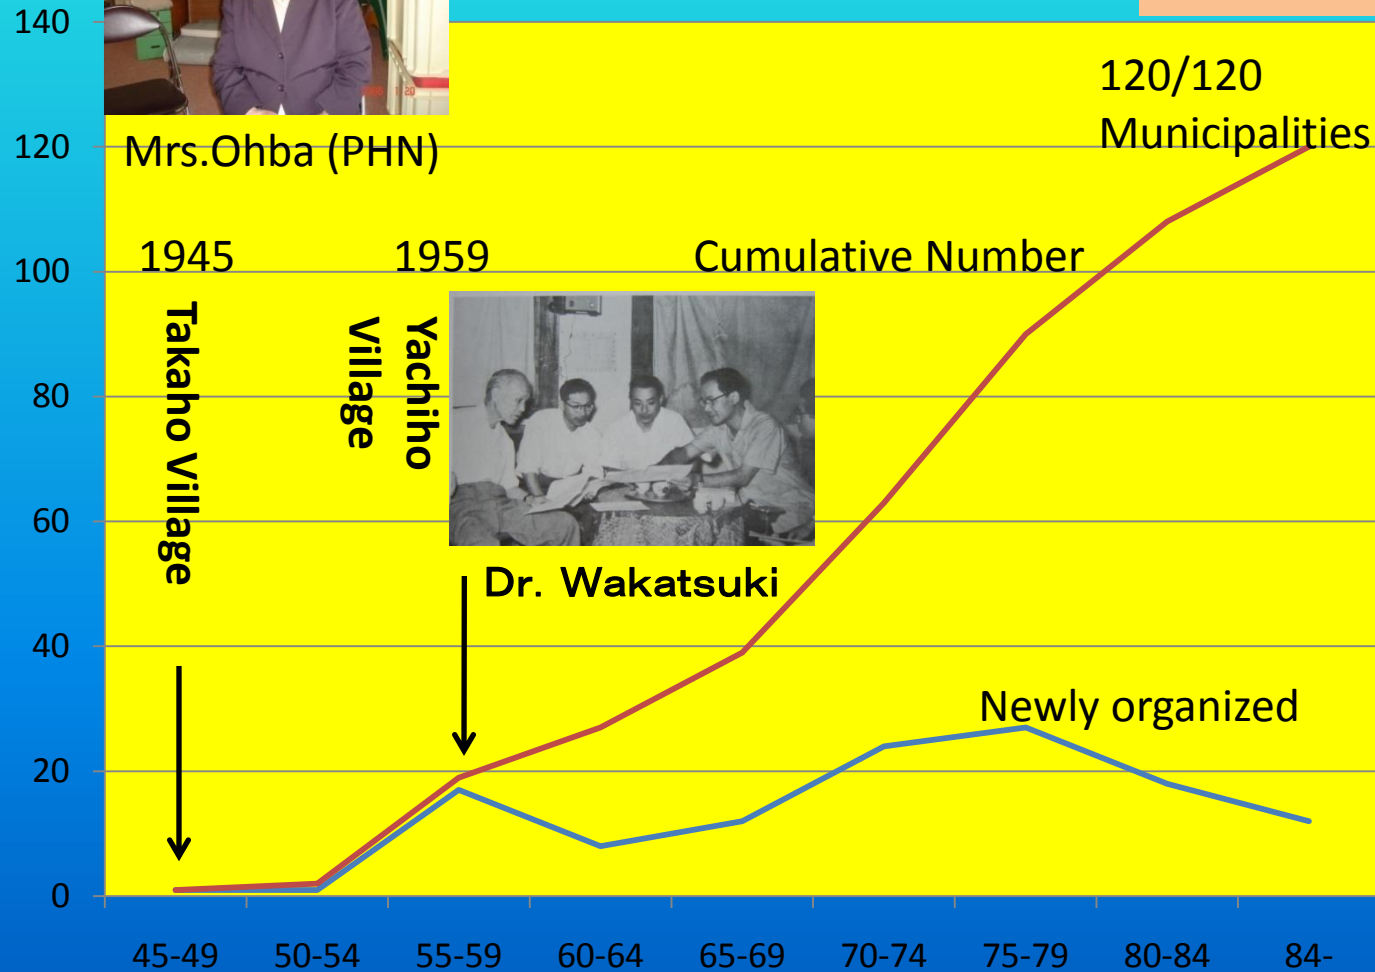 140
120
100
80
60
40
20
0
Mrs.Ohba (PHN)
120/120
Municipalities
1945
1959
Cumulative Number
Takaho Village
Yachiho
Village
Dr. Wakatsuki
Newly organized
45-49 50-54 55-59 60-64 65-69 70-74 75-79 80-84 84-